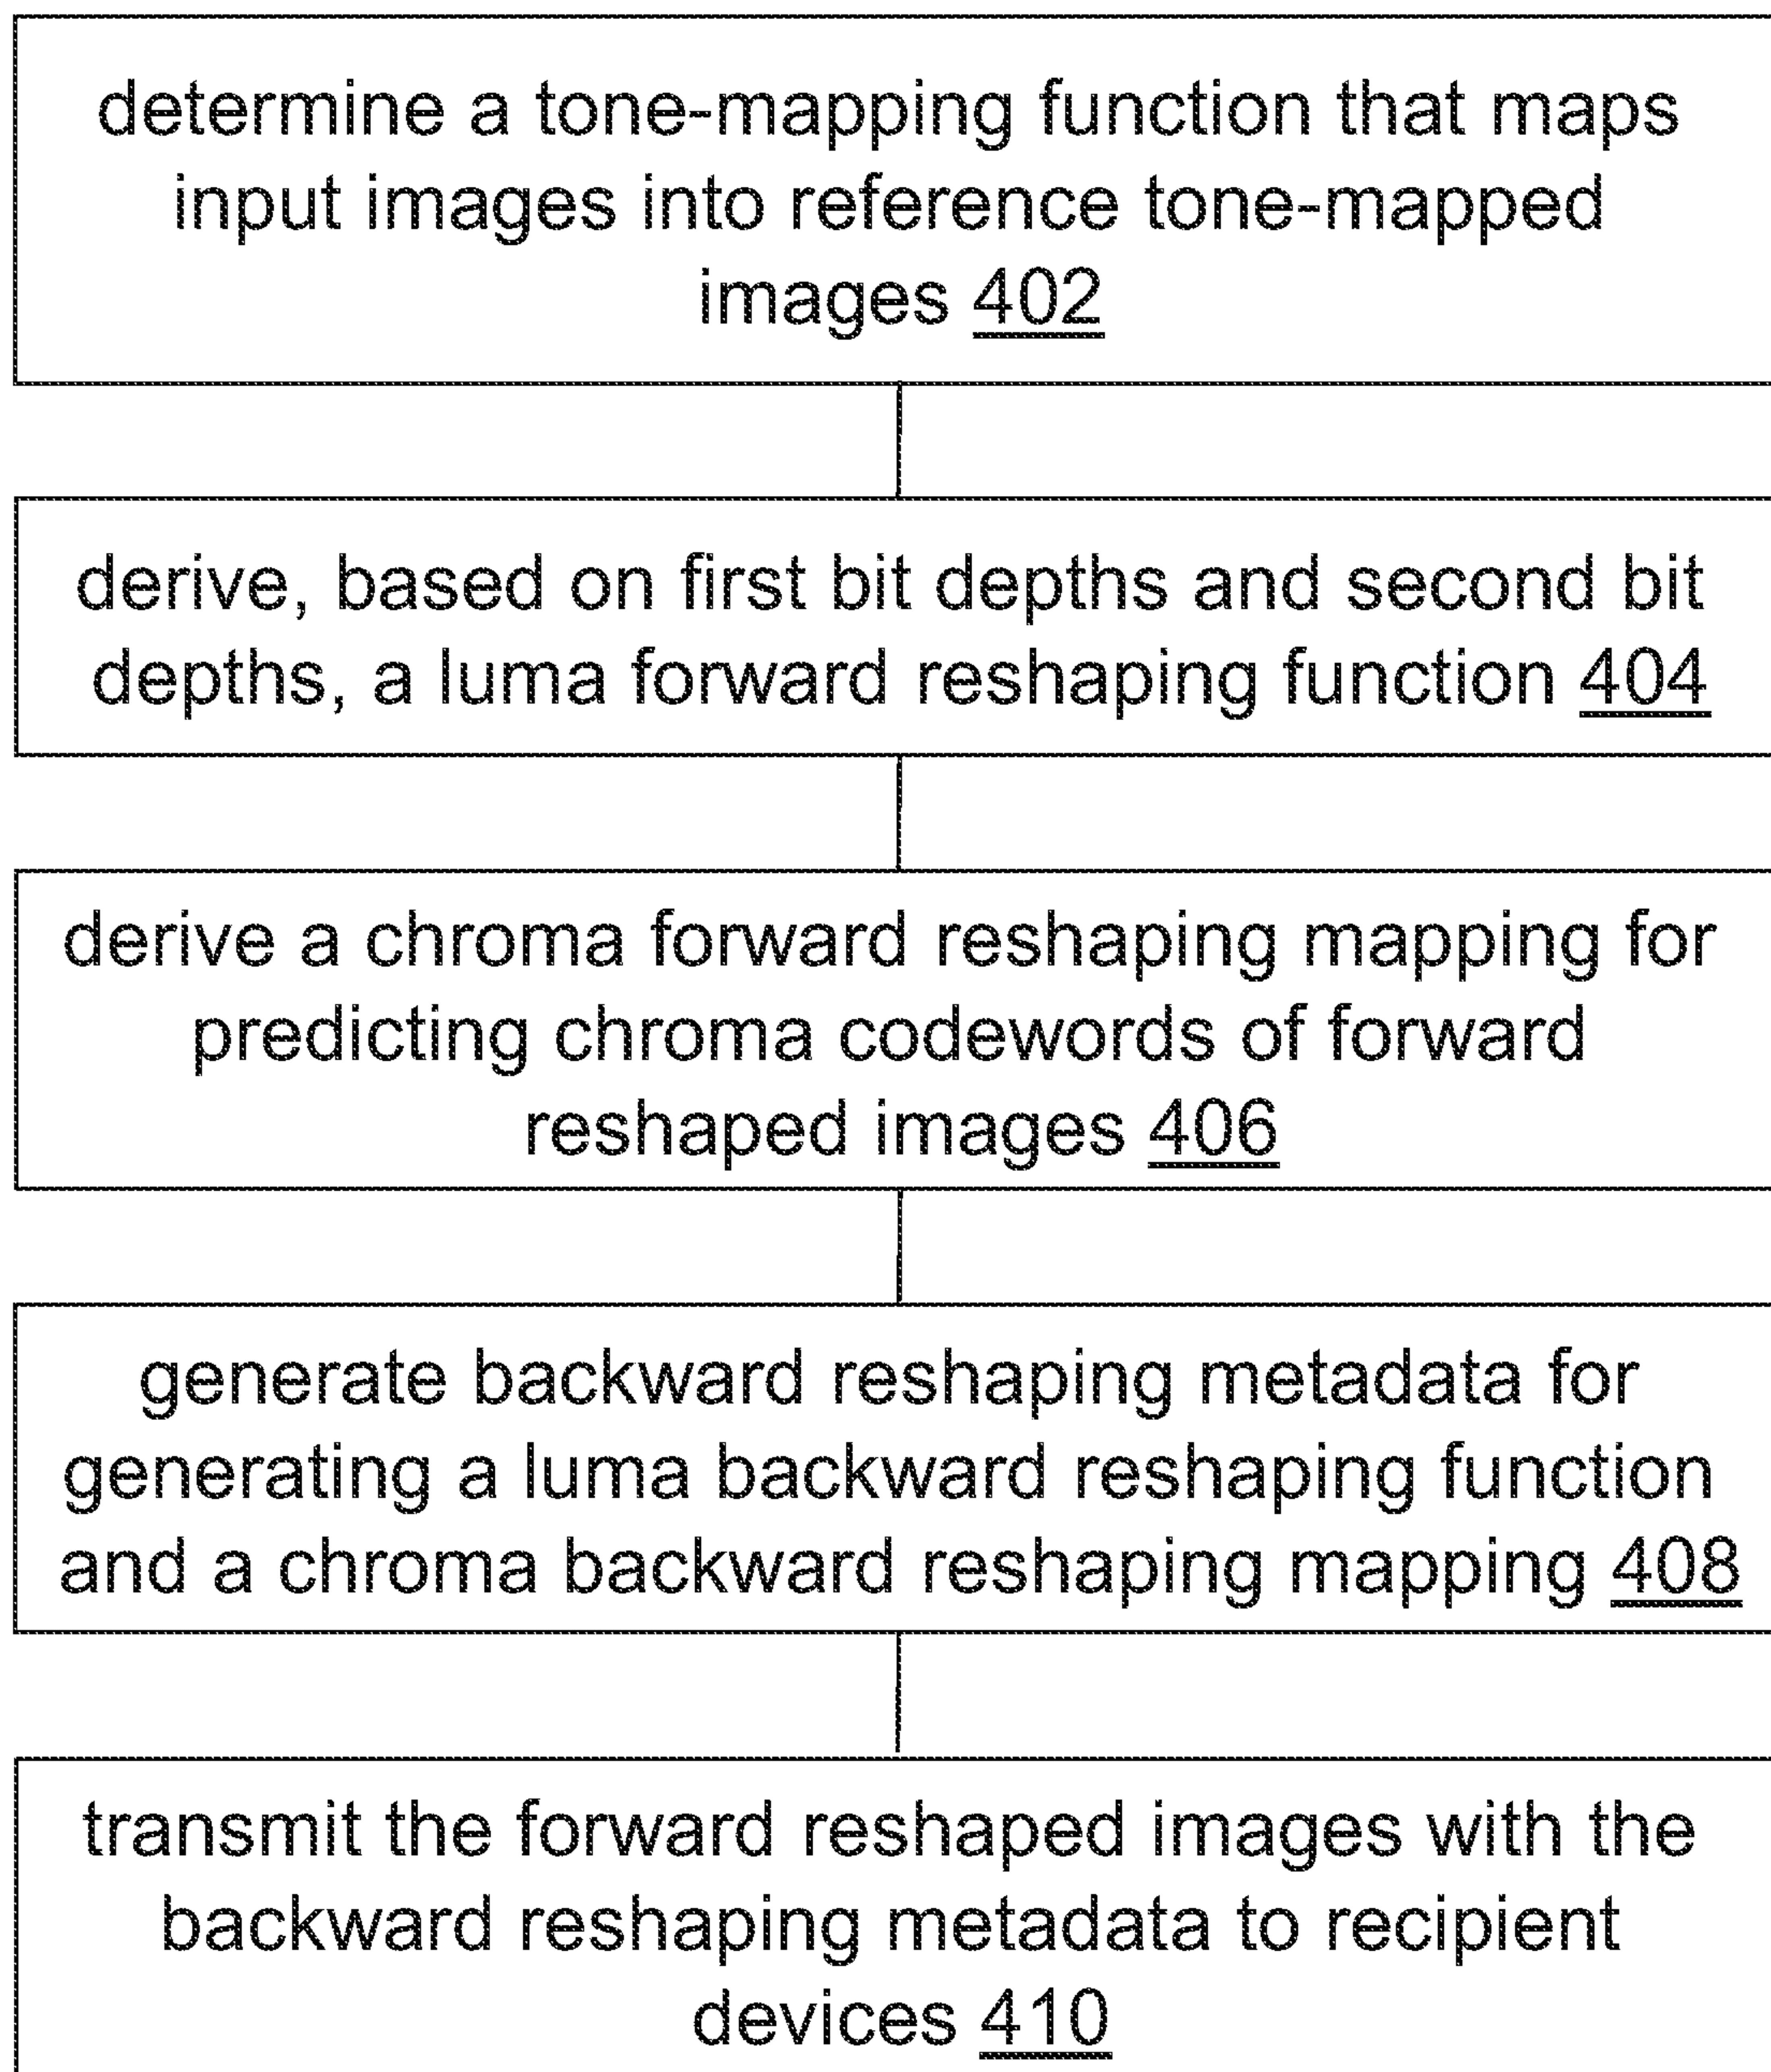 determine a tone-mapping function that maps
input images into reference tone-mapped
images 402
derive, based on first bit depths and second bit
depths, a luma forward reshaping function 404
derive a chroma forward reshaping mapping for
predicting chroma codewords of forward
reshaped images 406
generate backward reshaping metadata for
generating a luma backward reshaping function
and a chroma backward reshaping mapping 408
transmit the forward reshaped images with the
backward reshaping metadata to recipient
devices 410